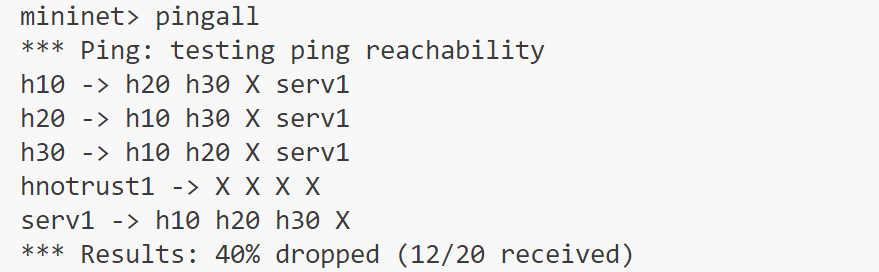 mininet> pingall
*** Ping: testing ping reachability
h10 -> h20 h30 X serv1
h20 -> h10 h30 X serv1
h30 -> h10 h20 X serv1
hnotrust1 -> X X X X
serv1 -> h10 h20 h30 X
*** Results: 40% dropped (12/20 received)